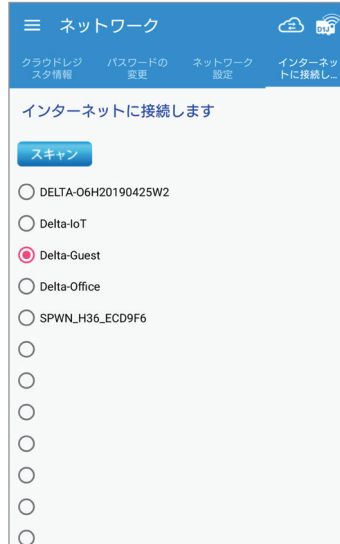 ネットワーク
D1J
クラウドレジ
スタ情報
パスワードの
変更
ネットワーク
設定
インターネッ
トに接続し...
インターネットに接続します
スキャン
DELTA-O6H20190425W2
Delta-IoT
Delta-Guest
Delta-Office
SPWN_H36_ECD9F6